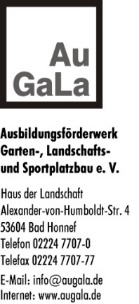 Au
GaLa
Ausbildungsförderwerk
Garten-, Landschafts-
und Sportplatzbau e. V.
Haus der Landschaft
Alexander-von-Humboldt-Str. 4
53604 Bad Honnef
Telefon 02224 7707-0
Telefax 02224 7707-77
E-Mail: info@augala.de
Internet: www.augala.de